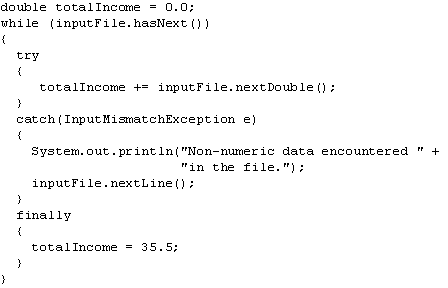 double totalIncome = 0.0;
while (inputFile.hasNext())
{
try
{
totalIncome += inputFile.nextDouble();
}
catch(InputMismatchException e)
{
System.out.println("Non-numeric data encountered " +
"in the file.");
inputFile.nextLine();
}
finally
{
totalIncome = 35.5;
}
}